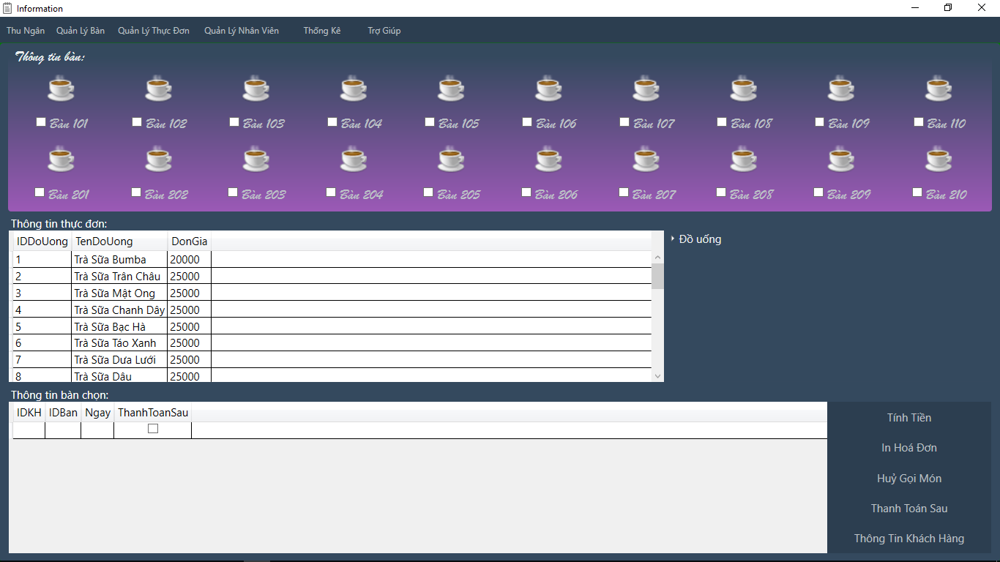 Information
Thu Ngân Quản Lý Bàn Quản Lý Thực Đơn Quản Lý Nhân Viên Thống Kê Trợ Giúp
Thông tin bàn:
Bàn 101 Bàn 102 Bàn 103 Bàn 104 Bàn 105 Bàn 106 Bàn 107 Bàn 108 Bàn 109 Bàn 110
Bàn 201 Bàn 202 Bàn 203 Bàn 204 Bàn 205 Bàn 206 Bàn 207 Bàn 208 Bàn 209 Bàn 210
Thông tin thực đơn:
IDDoUong TenDoUong DonGia
1 Trà Sữa Bumba 20000
2 Trà Sữa Trân Châu 25000
3 Trà Sữa Mật Ong 25000
4 Trà Sữa Chanh Dây 25000
5 Trà Sữa Bạc Hà 25000
6 Trà Sữa Táo Xanh 25000
7 Trà Sữa Dưa Lưới 25000
8 Trà Sữa Dâu 25000
Đồ uống
Thông tin bàn chọn:
IDKH IDBan Ngay ThanhToanSau
Tính Tiền
In Hoá Đơn
Huỷ Gọi Món
Thanh Toán Sau
Thông Tin Khách Hàng